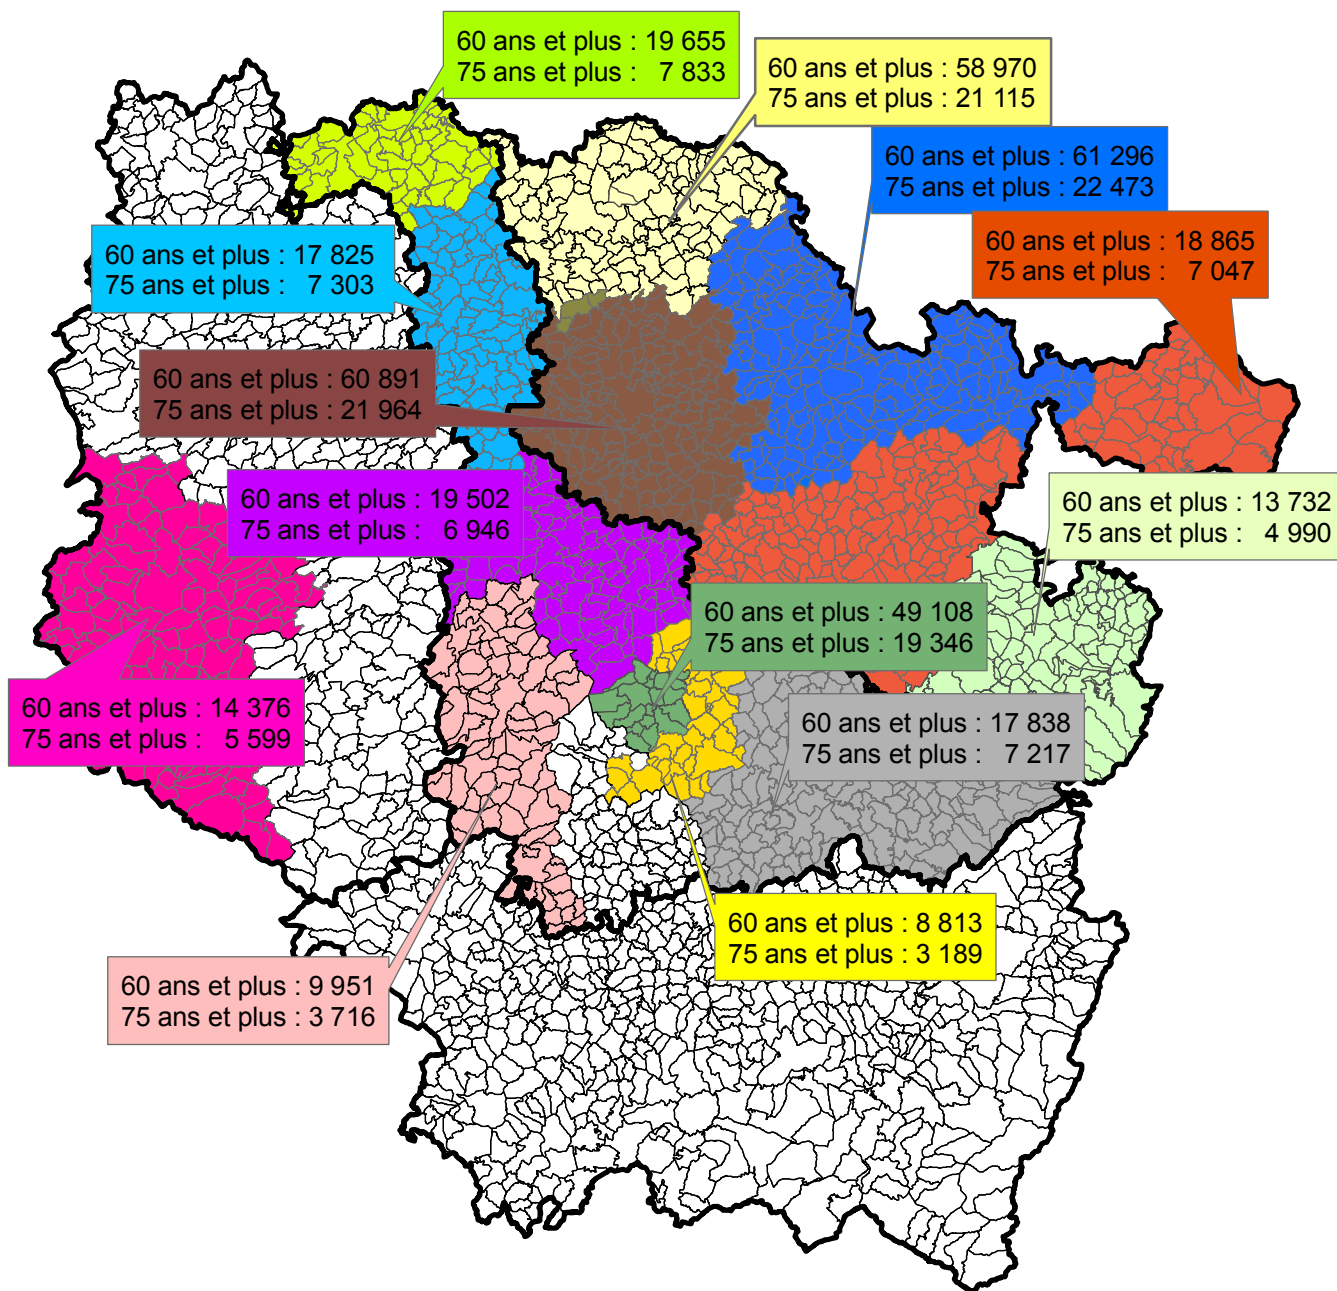 60 ans et plus : 19 655
75 ans et plus : 7 833
60 ans et plus : 58 970
75 ans et plus : 21 115
60 ans et plus : 61 296
75 ans et plus : 22 473
60 ans et plus : 18 865
75 ans et plus : 7 047
60 ans et plus : 17 825
75 ans et plus : 7 303
60 ans et plus : 60 891
75 ans et plus : 21 964
60 ans et plus : 19 502
75 ans et plus : 6 946
60 ans et plus : 13 732
75 ans et plus : 4 990
60 ans et plus : 49 108
75 ans et plus : 19 346
60 ans et plus : 14 376
75 ans et plus : 5 599
60 ans et plus : 17 838
75 ans et plus : 7 217
60 ans et plus : 8 813
75 ans et plus : 3 189
60 ans et plus : 9 951
75 ans et plus : 3 716